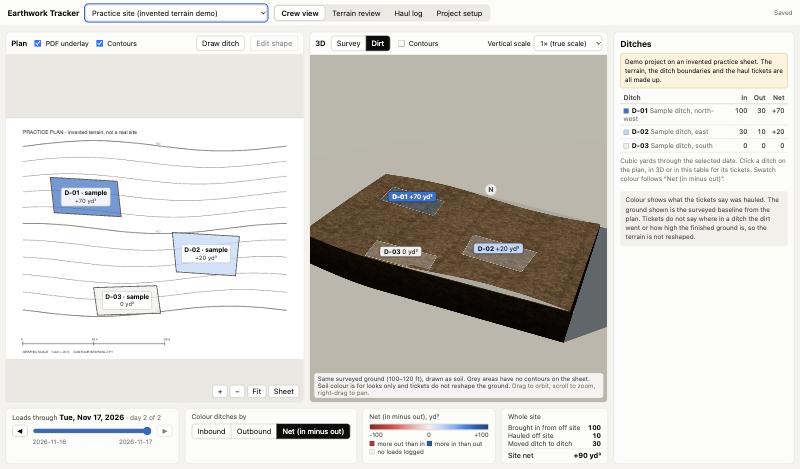 Earthwork Tracker
Practice site (invented terrain demo)
Crew view
Terrain review
Haul log
Project setup
Saved
Plan
PDF underlay
Contours
Draw ditch
Edit shape
PRACTICE PLAN - invented terrain, not a real site
D-01 · sample
+70 yd³
D-02 · sample
+20 yd³
D-03 · sample
0 yd³
+
−
Fit
Sheet
3D
Survey
Dirt
Contours
Vertical scale
1× (true scale)
N
D-01 +70 yd³
D-03 0 yd³
D-02 +20 yd³
Same surveyed ground (100–120 ft), drawn as soil. Grey areas have no contours on the sheet.
Soil colour is for looks only and tickets do not reshape the ground. Drag to orbit, scroll to zoom,
right-drag to pan.
Ditches
Demo project on an invented practice sheet. The
terrain, the ditch boundaries and the haul tickets are
all made up.
Ditch In Out Net
D-01 Sample ditch, north- 100 30 +70
west
D-02 Sample ditch, east 30 10 +20
D-03 Sample ditch, south 0 0 0
Cubic yards through the selected date. Click a ditch on
the plan, in 3D or in this table for its tickets. Swatch
colour follows "Net (in minus out)".
Colour shows what the tickets say was hauled. The
ground shown is the surveyed baseline from the
plan. Tickets do not say where in a ditch the dirt
went or how high the finished ground is, so the
terrain is not reshaped.
Loads through Tue, Nov 17, 2026 · day 2 of 2
2026-11-16
2026-11-17
Colour ditches by
Inbound
Outbound
Net (in minus out)
Net (in minus out), yd³
-100 0 +100
more out than in
more in than out
no loads logged
Whole site
Brought in from off site 100
Hauled off site 10
Moved ditch to ditch 30
Site net +90 yd³